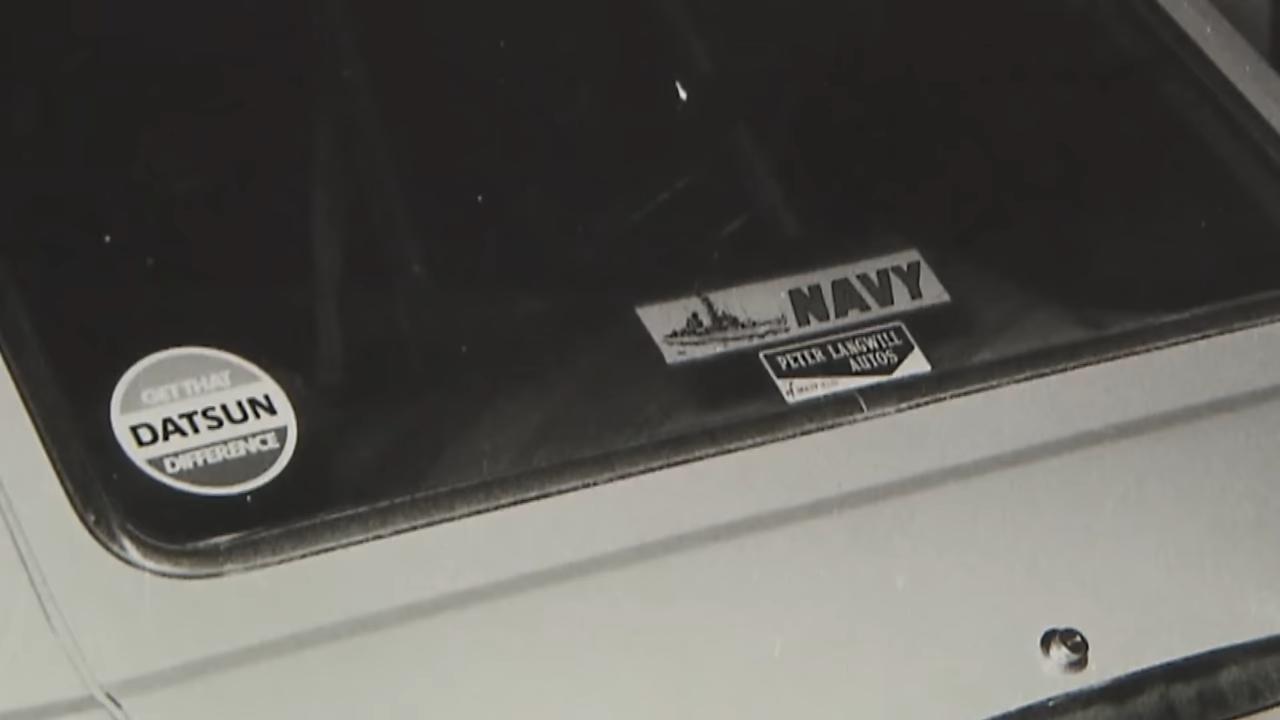 GET THAT
DATSUN
DIFFERENCE
NAVY
PETER LANGWILL
AUTOS